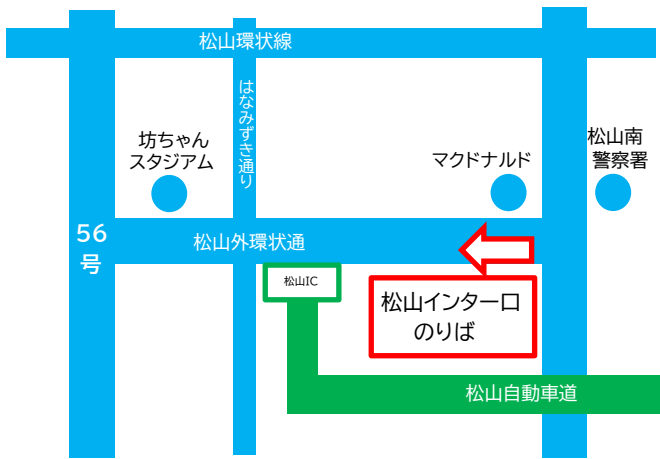 松山環状線
はなみずき通り
坊ちゃん
スタジアム
マクドナルド
松山南
警察署
56
号
松山外環状通
松山IC
松山インター口
のりば
松山自動車道